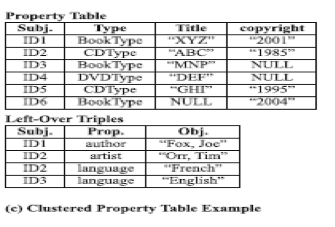 Property Table
Subj. Type Title copyright
ID1 BookType "XYZ" "2001"
ID2 CDType "ABC" "1985"
ID3 BookType "MNP" NULL
ID4 DVDType "DEF" NULL
ID5 CDType "GHI" "1995"
ID6 BookType NULL "2004"
Left-Over Triples
Subj. Prop. Obj.
ID1 author "Fox, Joe"
ID2 artist "Orr, Tim"
ID2 language "French"
ID3 language "English"
(c) Clustered Property Table Example